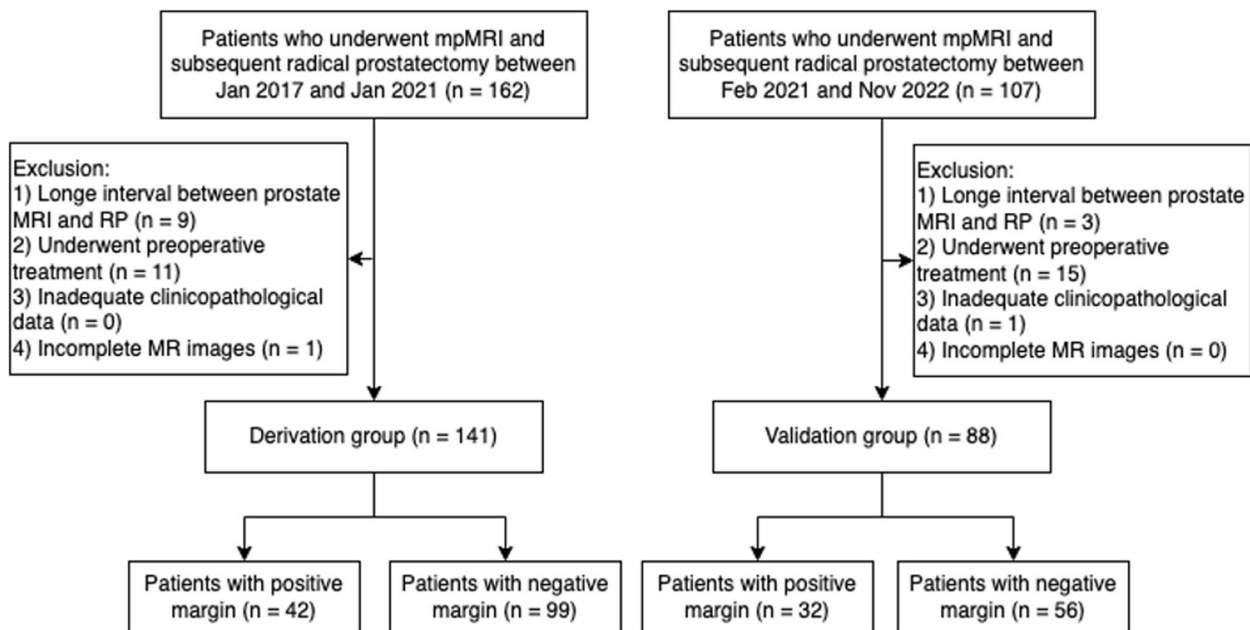 Patients who underwent mpMRI and
subsequent radical prostatectomy between
Jan 2017 and Jan 2021 (n = 162)
Patients who underwent mpMRI and
subsequent radical prostatectomy between
Feb 2021 and Nov 2022 (n = 107)
Exclusion:
1) Longe interval between prostate
MRI and RP (n = 9)
2) Underwent preoperative
treatment (n = 11)
3) Inadequate clinicopathological
data (n = 0)
4) Incomplete MR images (n = 1)
Exclusion:
1) Longe interval between prostate
MRI and RP (n = 3)
2) Underwent preoperative
treatment (n = 15)
3) Inadequate clinicopathological
data (n = 1)
4) Incomplete MR images (n = 0)
Derivation group (n = 141)
Validation group (n = 88)
Patients with positive
margin (n = 42)
Patients with negative
margin (n = 99)
Patients with positive
margin (n = 32)
Patients with negative
margin (n = 56)